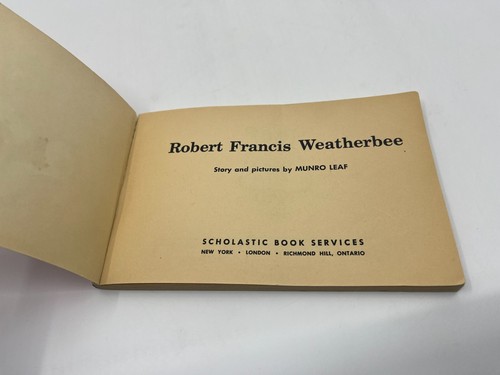 Robert Francis Weatherbee
Story and pictures by MUNRO LEAF
SCHOLASTIC BOOK SERVICES
NEW YORK • LONDON • RICHMOND HILL, ONTARIO